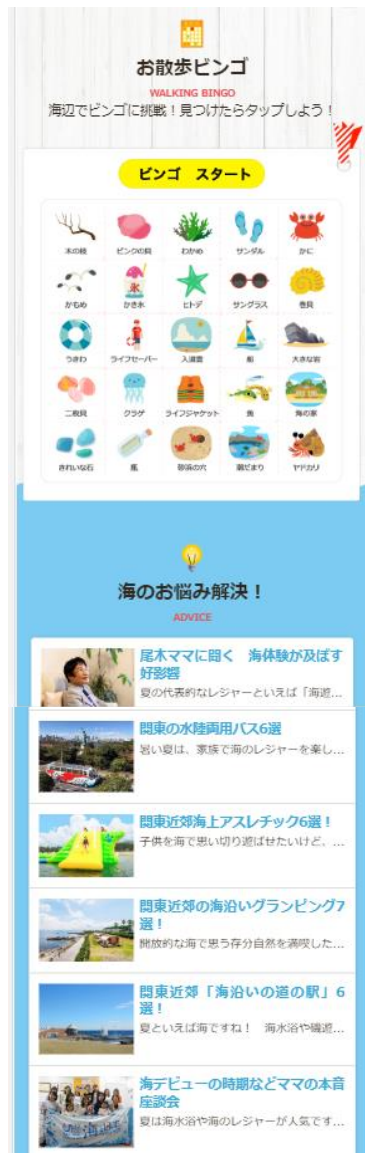 お散歩ビンゴ
WALKING BINGO
海辺でビンゴに挑戦！見つけたらタップしよう！
ビンゴ スタート
木の枝 ピンクの貝 わかめ サンダル かに
かもめ かき氷 ヒトデ サングラス 巻貝
うきわ ライフセーバー 入道雲 船 大きな岩
二枚貝 クラゲ ライフジャケット 魚 海の家
きれいな石 瓶 砂浜の穴 潮だまり ヤドカリ
海のお悩み解決！
ADVICE
尾木ママに聞く 海体験が及ぼす
好影響
夏の代表的なレジャーといえば「海遊...
関東の水陸両用バス6選
暑い夏は、家族で海のレジャーを楽し...
関東近郊海上アスレチック6選！
子供を海で思い切り遊ばせたいけど、...
関東近郊の海沿いグランピング7
選！
開放的な海で思う存分自然を満喫した...
関東近郊「海沿いの道の駅」6
選！
夏といえば海ですね！ 海水浴や磯遊...
海デビューの時期などママの本音
座談会
夏は海水浴や海のレジャーが人気です...